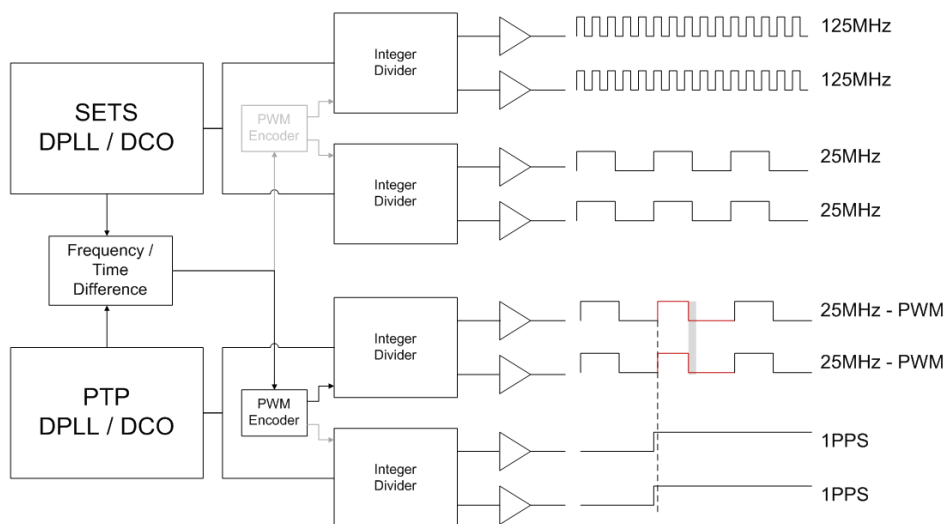 SETS
DPLL / DCO
Frequency /
Time
Difference
PTP
DPLL / DCO
PWM
Encoder
PWM
Encoder
Integer
Divider
Integer
Divider
Integer
Divider
Integer
Divider
125MHz
125MHz
25MHz
25MHz
25MHz - PWM
25MHz - PWM
1PPS
1PPS